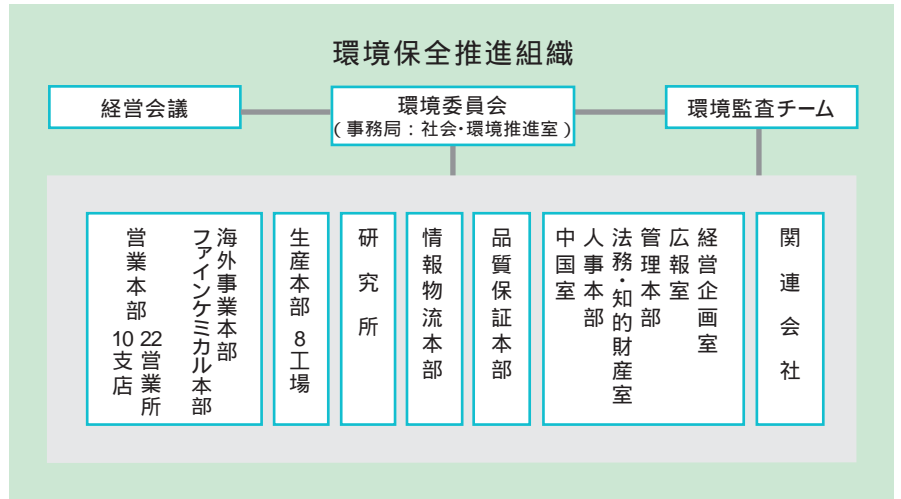 環境保全推進組織
経営会議
環境委員会
(事務局:社会・環境推進室)
環境監査チーム
営業本部
10支店
22営業所
ファインケミカル本部
海外事業本部
生産本部 8工場
研究所
情報物流本部
品質保証本部
中国室
人事本部
法務・知的財産室
管理本部
広報室
経営企画室
関連会社